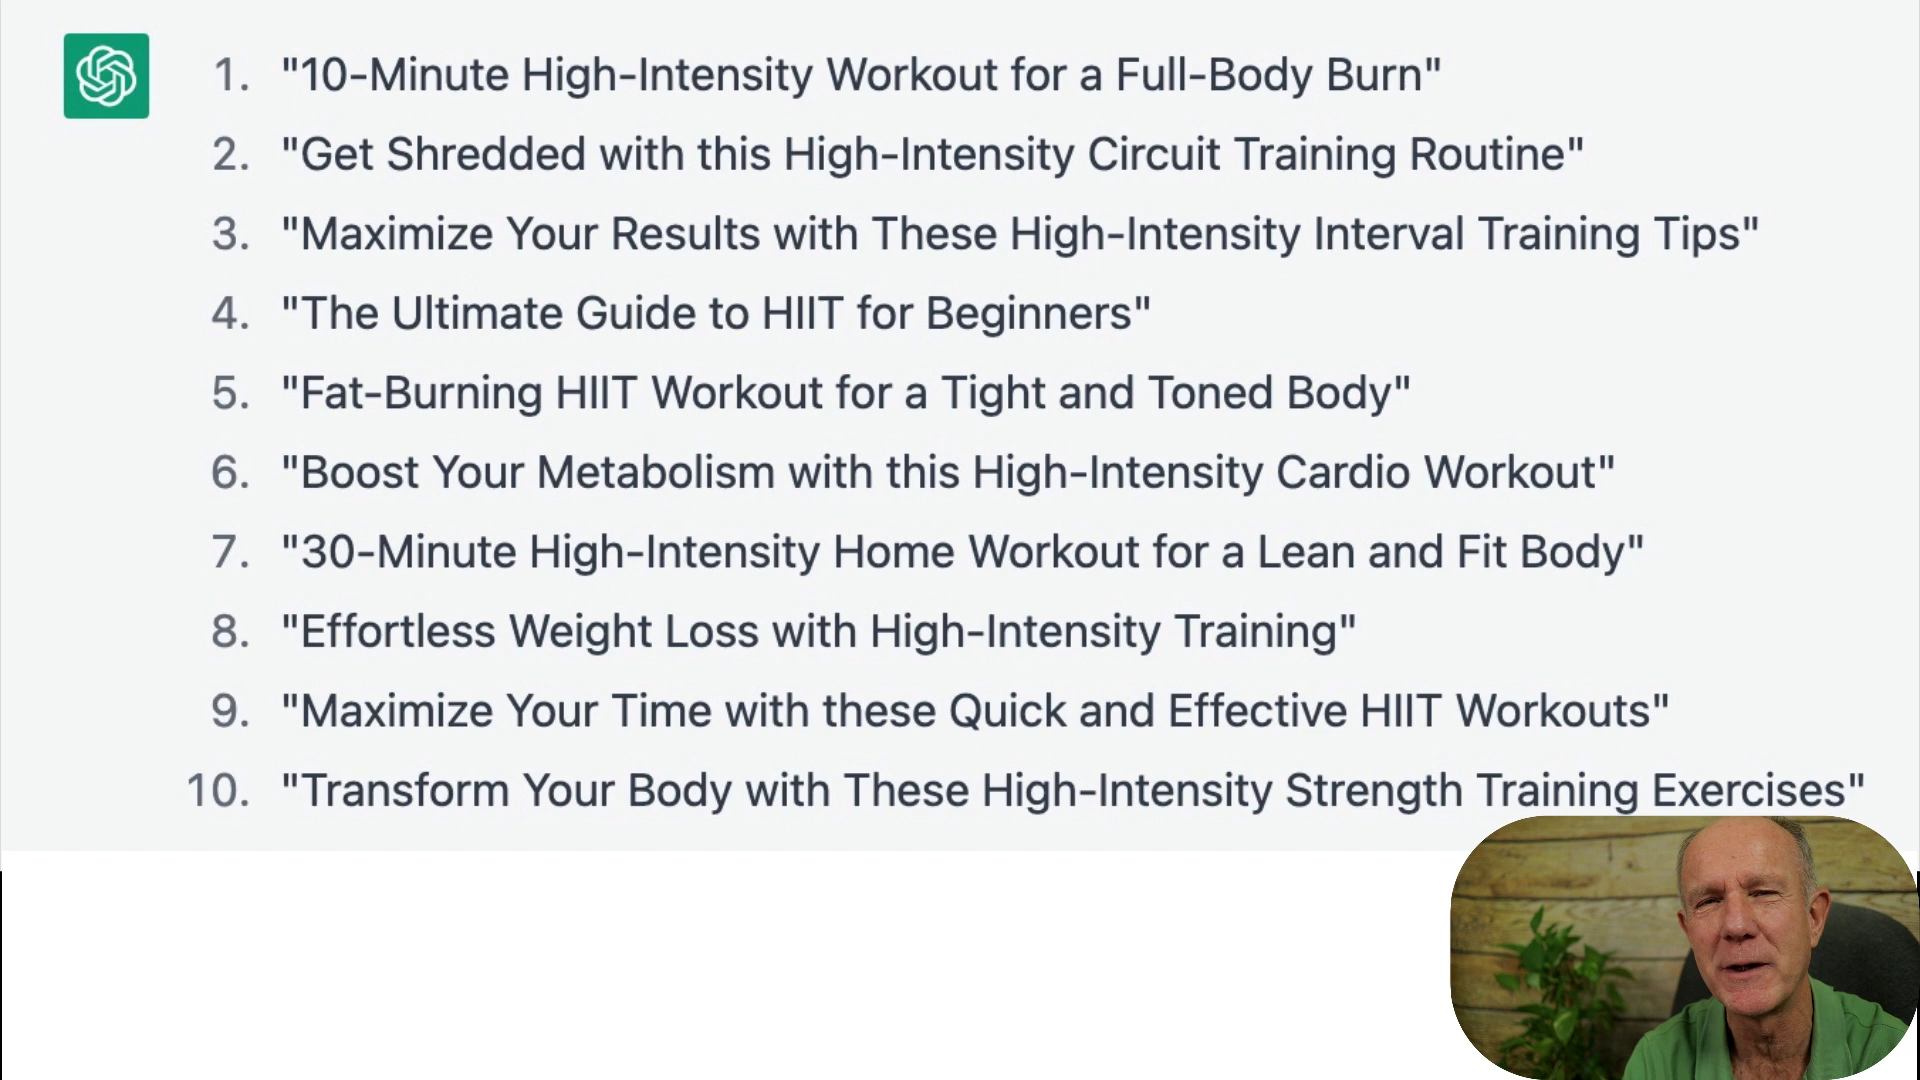 1. "10-Minute High-Intensity Workout for a Full-Body Burn"
2. "Get Shredded with this High-Intensity Circuit Training Routine"
3. "Maximize Your Results with These High-Intensity Interval Training Tips"
4. "The Ultimate Guide to HIIT for Beginners"
5. "Fat-Burning HIIT Workout for a Tight and Toned Body"
6. "Boost Your Metabolism with this High-Intensity Cardio Workout"
7. "30-Minute High-Intensity Home Workout for a Lean and Fit Body"
8. "Effortless Weight Loss with High-Intensity Training"
9. "Maximize Your Time with these Quick and Effective HIIT Workouts"
10. "Transform Your Body with These High-Intensity Strength Training Exercises"